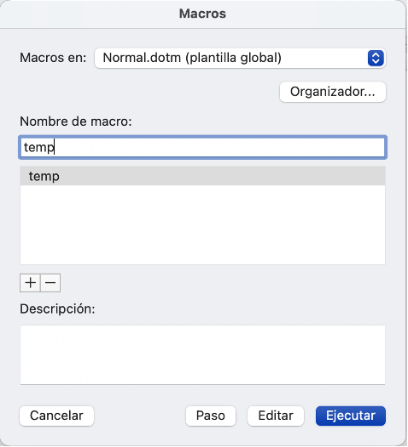 Macros
Macros en: Normal.dotm (plantilla global)
Organizador...
Nombre de macro:
temp
temp
+ −
Descripción:
Cancelar Paso Editar Ejecutar